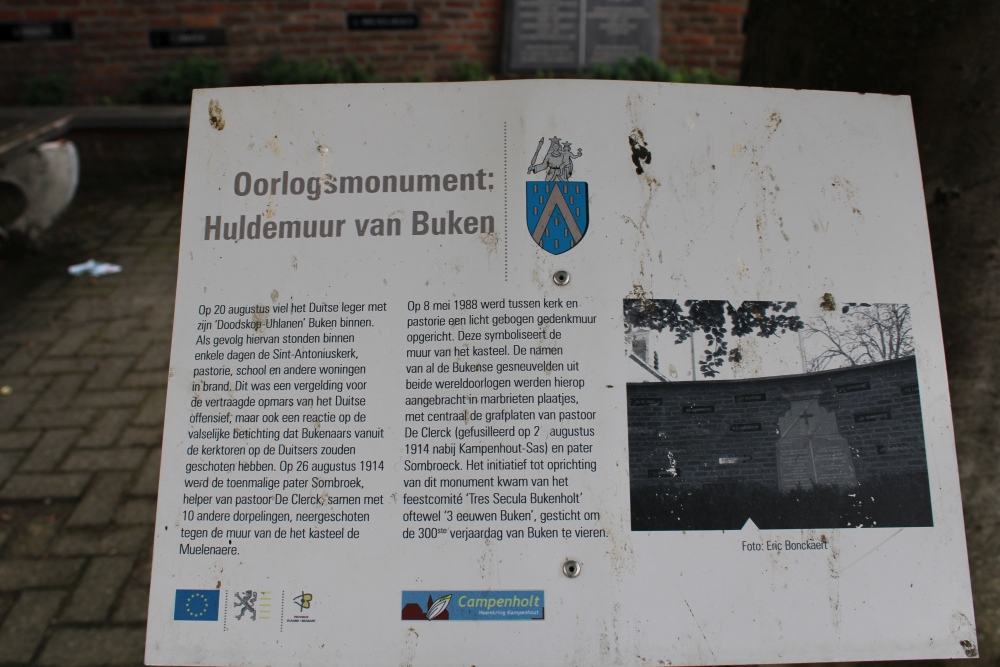 Oorlogsmonument:
Huldemuur van Buken
Op 20 augustus viel het Duitse leger met
zijn 'Doodskop-Uhlanen' Buken binnen.
Als gevolg hiervan stonden binnen
enkele dagen de Sint-Antoniuskerk,
pastorie, school en andere woningen
in brand. Dit was een vergelding voor
de vertraagde opmars van het Duitse
offensief, maar ook een reactie op de
valselijke betichting dat Bukenaars vanuit
de kerktoren op de Duitsers zouden
geschoten hebben. Op 26 augustus 1914
werd de toenmalige pater Sombroek,
helper van pastoor De Clerck, samen met
10 andere dorpelingen, neergeschoten
tegen de muur van de het kasteel de
Muelenaere.
Op 8 mei 1988 werd tussen kerk en
pastorie een licht gebogen gedenkmuur
opgericht. Deze symboliseert de
muur van het kasteel. De namen
van al de Bukense gesneuvelden uit
beide wereldoorlogen werden hierop
aangebracht in marbrieten plaatjes,
met centraal de grafplaten van pastoor
De Clerck (gefusilleerd op 2 augustus
1914 nabij Kampenhout-Sas) en pater
Sombroeck. Het initiatief tot oprichting
van dit monument kwam van het
feestcomité 'Tres Secula Bukenholt'
oftewel '3 eeuwen Buken', gesticht om
de 300ste verjaardag van Buken te vieren.
Foto: Eric Bonckaert
PROVINCIE
VLAAMS-BRABANT
Campenholt
Heemkring Kampenhout